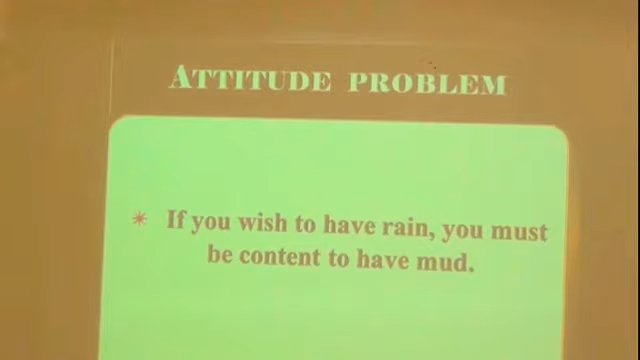 ATTITUDE PROBLEM
✴ If you wish to have rain, you must
be content to have mud.